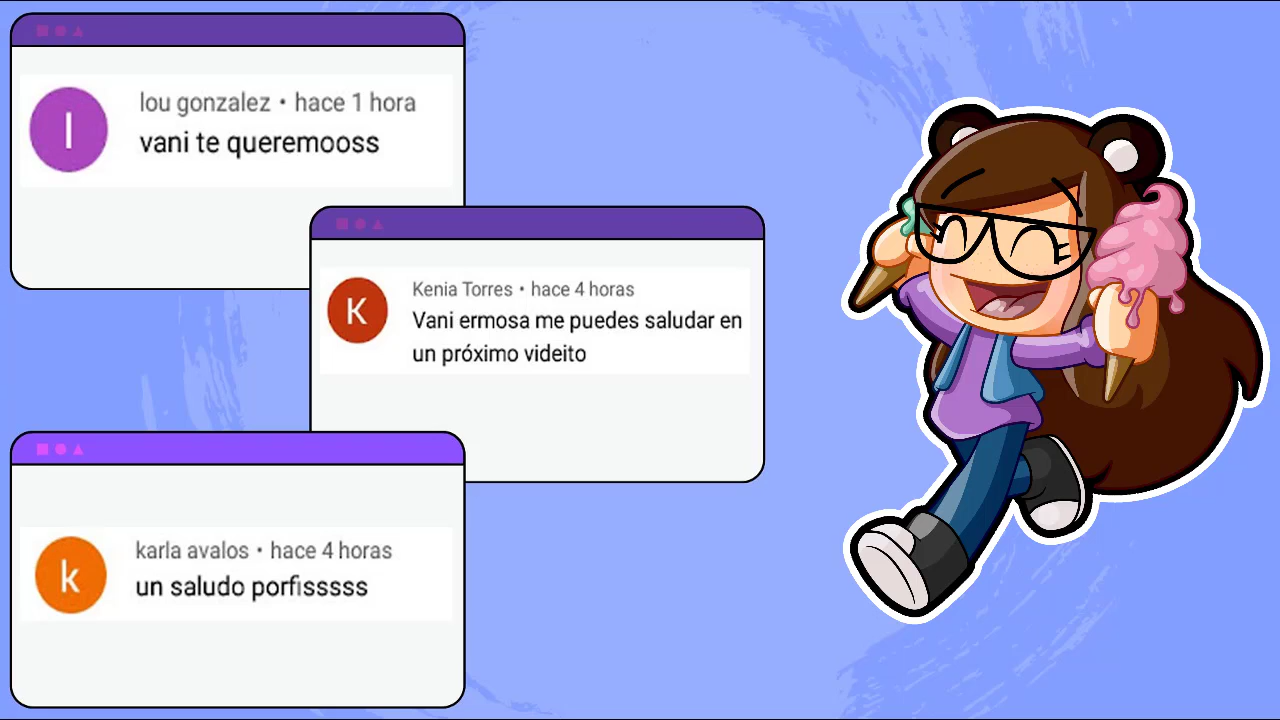 l
lou gonzalez • hace 1 hora
vani te queremooss
K
Kenia Torres • hace 4 horas
Vani ermosa me puedes saludar en
un próximo videito
k
karla avalos • hace 4 horas
un saludo porfisssss